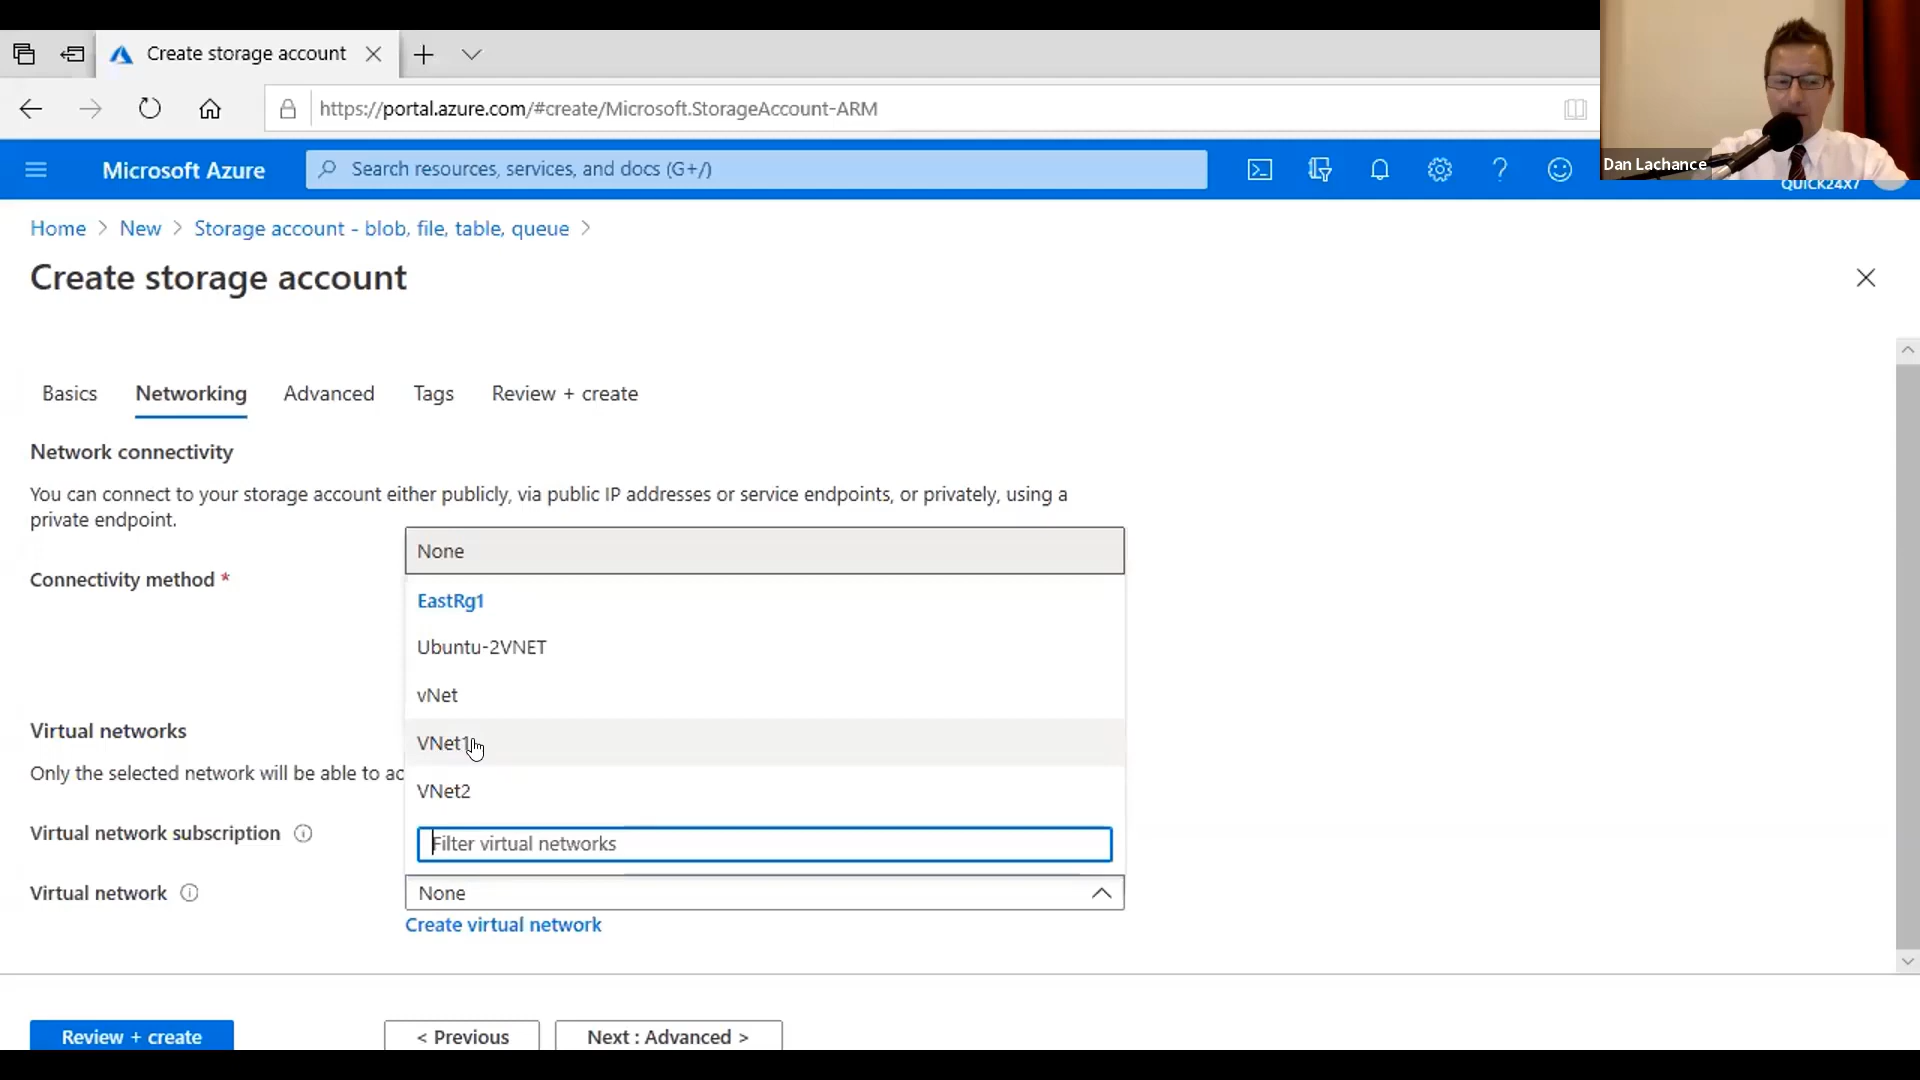 Create storage account
https://portal.azure.com/#create/Microsoft.StorageAccount-ARM
Dan Lachance
Microsoft Azure
Search resources, services, and docs (G+/)
QUICK24X7
Home > New > Storage account - blob, file, table, queue >
Create storage account
Basics Networking Advanced Tags Review + create
Network connectivity
You can connect to your storage account either publicly, via public IP addresses or service endpoints, or privately, using a
private endpoint.
None
Connectivity method *
EastRg1
Ubuntu-2VNET
vNet
Virtual networks
VNet1
Only the selected network will be able to ac
VNet2
Virtual network subscription
Filter virtual networks
Virtual network
None
Create virtual network
Review + create
< Previous
Next : Advanced >